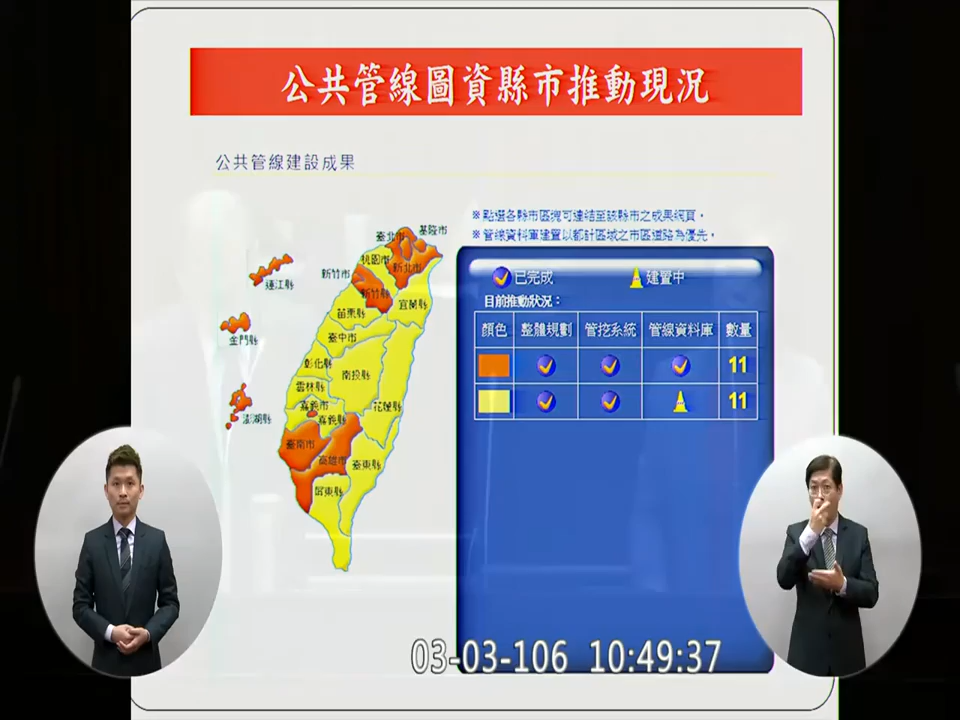 公共管線圖資縣市推動現況
公共管線建設成果
※點選各縣市區塊可連結至該縣市之成果網頁。
※管線資料庫建置以都計區域之市區道路為優先。
已完成 建置中
目前推動狀況：
顏色 整體規劃 管挖系統 管線資料庫 數量
11
11
基隆市
臺北市
桃園市
新北市
連江縣
新竹市
新竹縣
宜蘭縣
苗栗縣
金門縣
臺中市
彰化縣
南投縣
雲林縣
花蓮縣
嘉義市
嘉義縣
澎湖縣
臺南市
高雄市
臺東縣
屏東縣
03-03-106 10:49:37